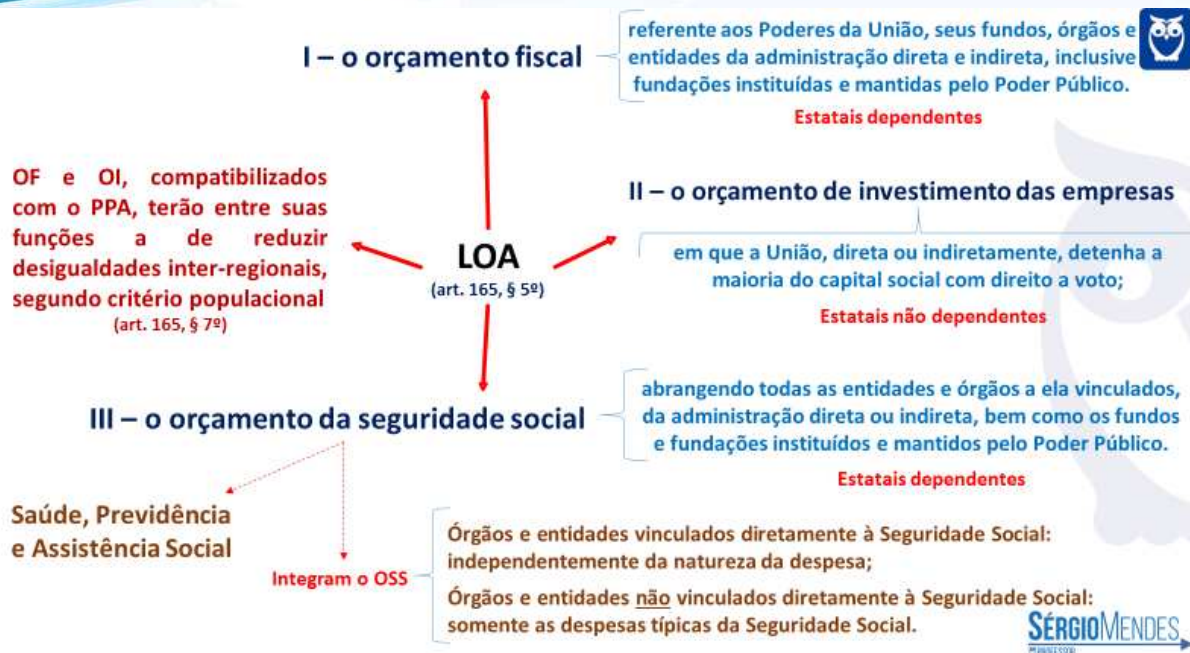 I – o orçamento fiscal
referente aos Poderes da União, seus fundos, órgãos e
entidades da administração direta e indireta, inclusive
fundações instituídas e mantidas pelo Poder Público.
Estatais dependentes
OF e OI, compatibilizados
com o PPA, terão entre suas
funções a de reduzir
desigualdades inter-regionais,
segundo critério populacional
(art. 165, § 7º)
LOA
(art. 165, § 5º)
II – o orçamento de investimento das empresas
em que a União, direta ou indiretamente, detenha a
maioria do capital social com direito a voto;
Estatais não dependentes
III – o orçamento da seguridade social
abrangendo todas as entidades e órgãos a ela vinculados,
da administração direta ou indireta, bem como os fundos
e fundações instituídos e mantidos pelo Poder Público.
Estatais dependentes
Saúde, Previdência
e Assistência Social
Integram o OSS
Órgãos e entidades vinculados diretamente à Seguridade Social:
independentemente da natureza da despesa;
Órgãos e entidades não vinculados diretamente à Seguridade Social:
somente as despesas típicas da Seguridade Social.
SÉRGIOMENDES